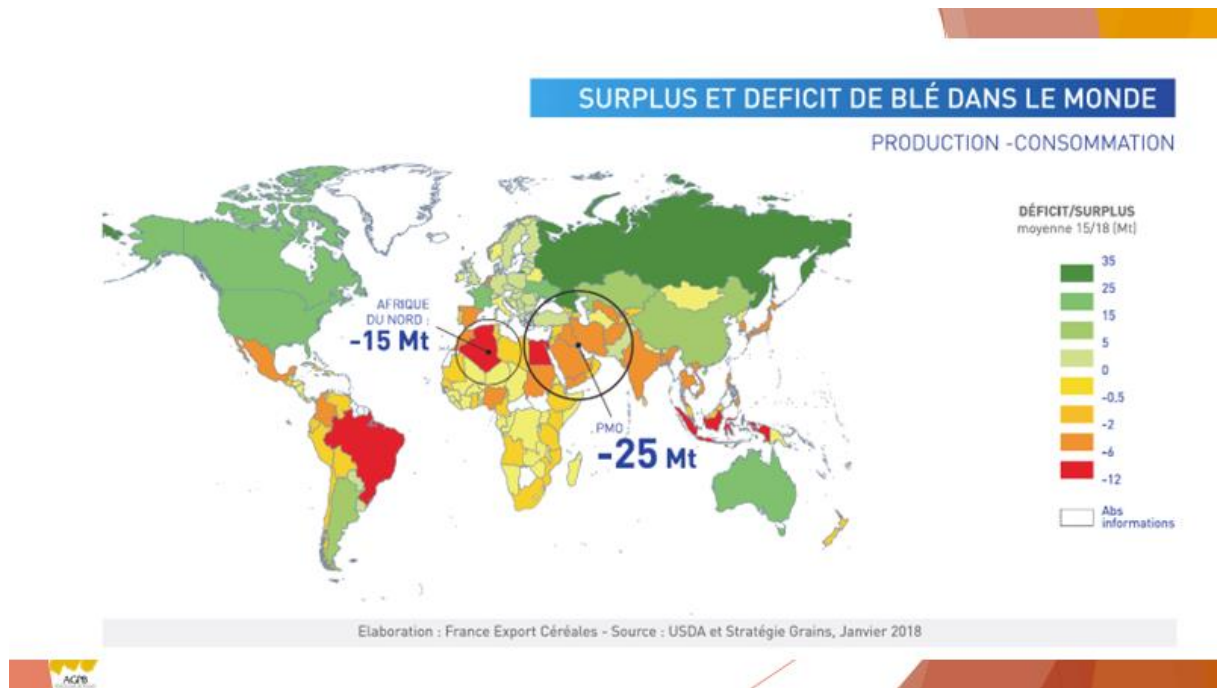 SURPLUS ET DEFICIT DE BLÉ DANS LE MONDE
PRODUCTION -CONSOMMATION
DÉFICIT/SURPLUS
moyenne 15/18 (Mt)
35
25
15
5
0
-0.5
-2
-6
-12
Abs
informations
AFRIQUE
DU NORD :
-15 Mt
PMO
-25 Mt
Elaboration : France Export Céréales - Source : USDA et Stratégie Grains, Janvier 2018
AGPB